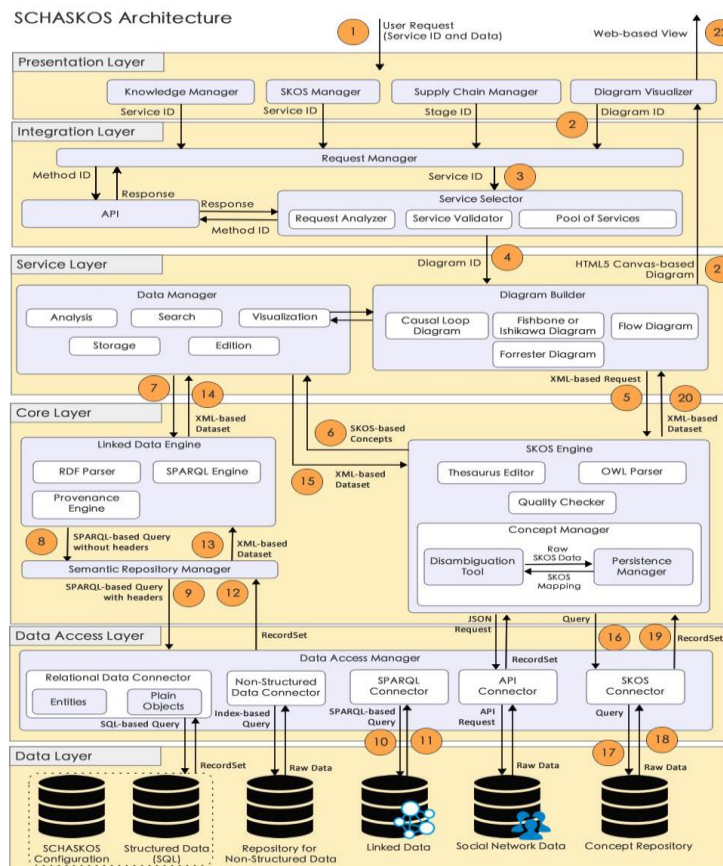 SCHASKOS Architecture
1
User Request
(Service ID and Data)
Web-based View
22
Presentation Layer
Knowledge Manager
SKOS Manager
Supply Chain Manager
Diagram Visualizer
Service ID
Service ID
Stage ID
Diagram ID
2
Integration Layer
Request Manager
Method ID
Response
Service ID
3
API
Response
Method ID
Service Selector
Request Analyzer
Service Validator
Pool of Services
4
Diagram ID
HTML5 Canvas-based
Diagram
Service Layer
Data Manager
Analysis
Search
Visualization
Storage
Edition
Diagram Builder
Causal Loop
Diagram
Fishbone or
Ishikawa Diagram
Flow Diagram
Forrester Diagram
XML-based Request
7
14
XML-based
Dataset
5
20
XML-based
Dataset
Core Layer
6
SKOS-based
Concepts
15
XML-based
Dataset
Linked Data Engine
RDF Parser
SPARQL Engine
Provenance
Engine
SKOS Engine
Thesaurus Editor
OWL Parser
Quality Checker
Concept Manager
Disambiguation
Tool
Raw
SKOS Data
SKOS
Mapping
Persistence
Manager
8
SPARQL-based Query
without headers
13
XML-based
Dataset
Semantic Repository Manager
SPARQL-based Query
with headers
9
12
RecordSet
JSON
Request
RecordSet
Query
16
19
RecordSet
Data Access Layer
Data Access Manager
Relational Data Connector
Entities
Plain
Objects
Non-Structured
Data Connector
SPARQL
Connector
API
Connector
SKOS
Connector
SQL-based Query
RecordSet
Index-based
Query
Raw Data
SPARQL-based
Query
10
11
Raw Data
API
Request
Raw Data
Query
17
18
Raw Data
Data Layer
SCHASKOS
Configuration
Structured Data
(SQL)
Repository for
Non-Structured Data
Linked Data
Social Network Data
Concept Repository